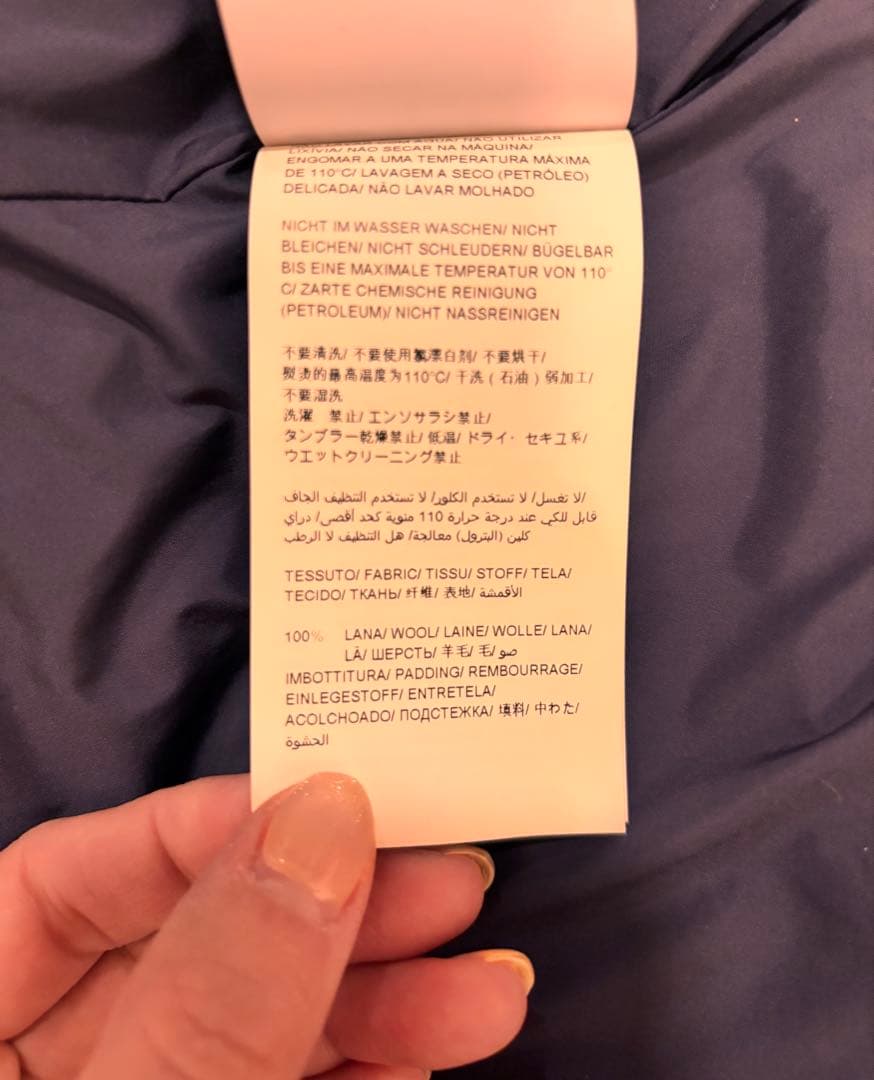 LIXÍVIA/ NÃO SECAR NA MÁQUINA/
ENGOMAR A UMA TEMPERATURA MÁXIMA
DE 110°C/ LAVAGEM A SECO (PETRÓLEO)
DELICADA/ NÃO LAVAR MOLHADO
NICHT IM WASSER WASCHEN/ NICHT
BLEICHEN/ NICHT SCHLEUDERN/ BÜGELBAR
BIS EINE MAXIMALE TEMPERATUR VON 110°
C/ ZARTE CHEMISCHE REINIGUNG
(PETROLEUM)/ NICHT NASSREINIGEN
不要清洗/ 不要使用氯漂白剂/ 不要烘干/
熨烫的最高温度为110°C/ 干洗 ( 石油 ) 弱加工/
不要湿洗
洗濯 禁止/ エンソサラシ禁止/
タンブラー乾燥禁止/ 低温/ ドライ· セキユ系/
ウエットクリーニング禁止
لا تغسل/ لا تستخدم الكلور/ لا تستخدم التنظيف الجاف/
قابل للكي عند درجة حرارة 110 مئوية كحد أقصى/ دراي
كلين (البترول) معالجة/ هل التنظيف لا الرطب
TESSUTO/ FABRIC/ TISSU/ STOFF/ TELA/
TECIDO/ ТКАНЬ/ 纤维/ 表地/ الأقمشة
100% LANA/ WOOL/ LAINE/ WOLLE/ LANA/
LÃ/ ШЕРСТЬ/ 羊毛/ 毛/ صو
IMBOTTITURA/ PADDING/ REMBOURRAGE/
EINLEGESTOFF/ ENTRETELA/
ACOLCHOADO/ ПОДСТЕЖКА/ 填料/ 中わた/
الحشوة